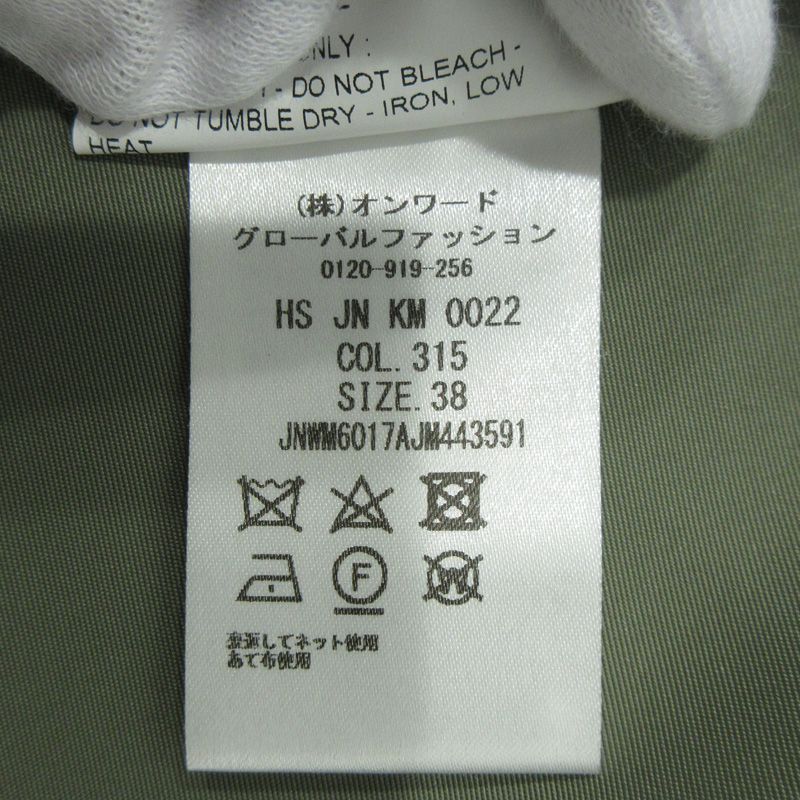 ONLY :
- DO NOT BLEACH -
DO NOT TUMBLE DRY - IRON, LOW
HEAT
(株)オンワード
グローバルファッション
0120-919-256
HS JN KM 0022
COL. 315
SIZE. 38
JNWM6017AJM443591
F
W
裏返してネット使用
あて布使用